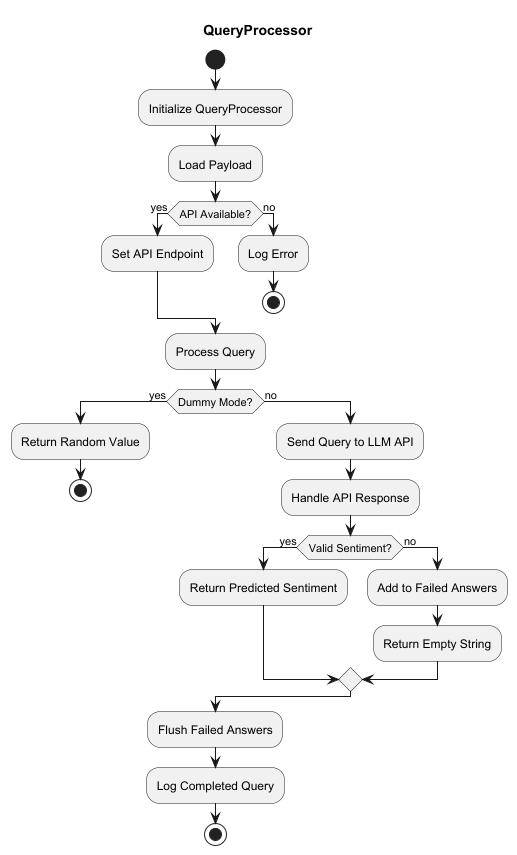 QueryProcessor
Initialize QueryProcessor
Load Payload
yes
API Available?
no
Set API Endpoint
Log Error
Process Query
yes
Dummy Mode?
no
Return Random Value
Send Query to LLM API
Handle API Response
yes
Valid Sentiment?
no
Return Predicted Sentiment
Add to Failed Answers
Return Empty String
Flush Failed Answers
Log Completed Query